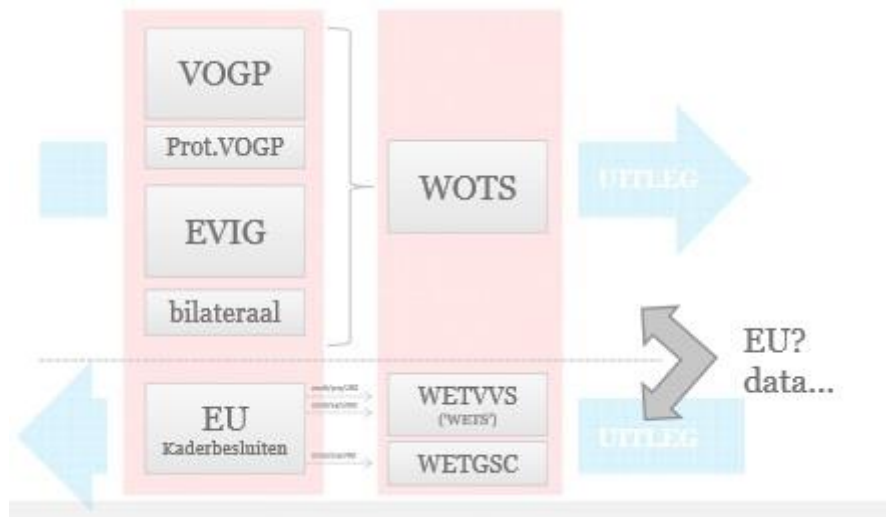 VOGP
Prot.VOGP
EVIG
bilateraal
WOTS
UITLEG
EU?
data...
EU
Kaderbesluiten
WETVVS
('WETS')
WETGSC
UITLEG